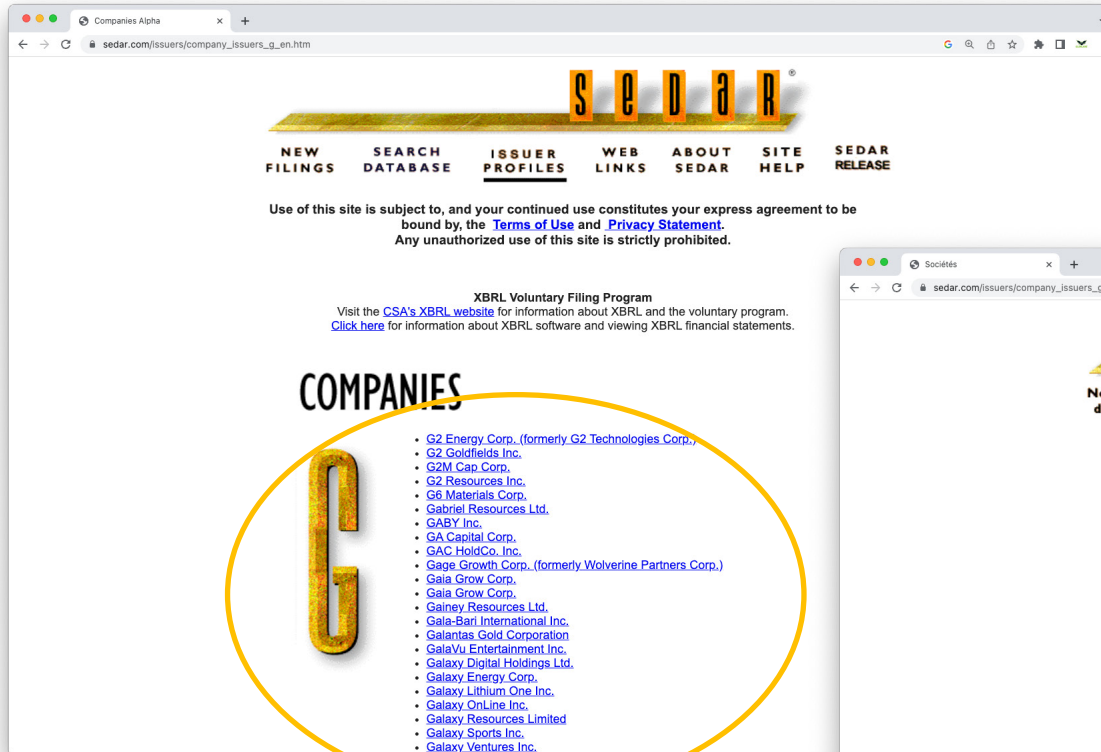 Companies Alpha
sedar.com/issuers/company_issuers_g_en.htm
SEDAR®
NEW FILINGS
SEARCH DATABASE
ISSUER PROFILES
WEB LINKS
ABOUT SEDAR
SITE HELP
SEDAR RELEASE
Use of this site is subject to, and your continued use constitutes your express agreement to be
bound by, the Terms of Use and Privacy Statement.
Any unauthorized use of this site is strictly prohibited.
XBRL Voluntary Filing Program
Visit the CSA's XBRL website for information about XBRL and the voluntary program.
Click here for information about XBRL software and viewing XBRL financial statements.
COMPANIES
G
G2 Energy Corp. (formerly G2 Technologies Corp.)
G2 Goldfields Inc.
G2M Cap Corp.
G2 Resources Inc.
G6 Materials Corp.
Gabriel Resources Ltd.
GABY Inc.
GA Capital Corp.
GAC HoldCo. Inc.
Gage Growth Corp. (formerly Wolverine Partners Corp.)
Gaia Grow Corp.
Gaia Grow Corp.
Gainey Resources Ltd.
Gala-Bari International Inc.
Galantas Gold Corporation
GalaVu Entertainment Inc.
Galaxy Digital Holdings Ltd.
Galaxy Energy Corp.
Galaxy Lithium One Inc.
Galaxy OnLine Inc.
Galaxy Resources Limited
Galaxy Sports Inc.
Galaxy Ventures Inc.
Sociétés
sedar.com/issuers/company_issuers_g